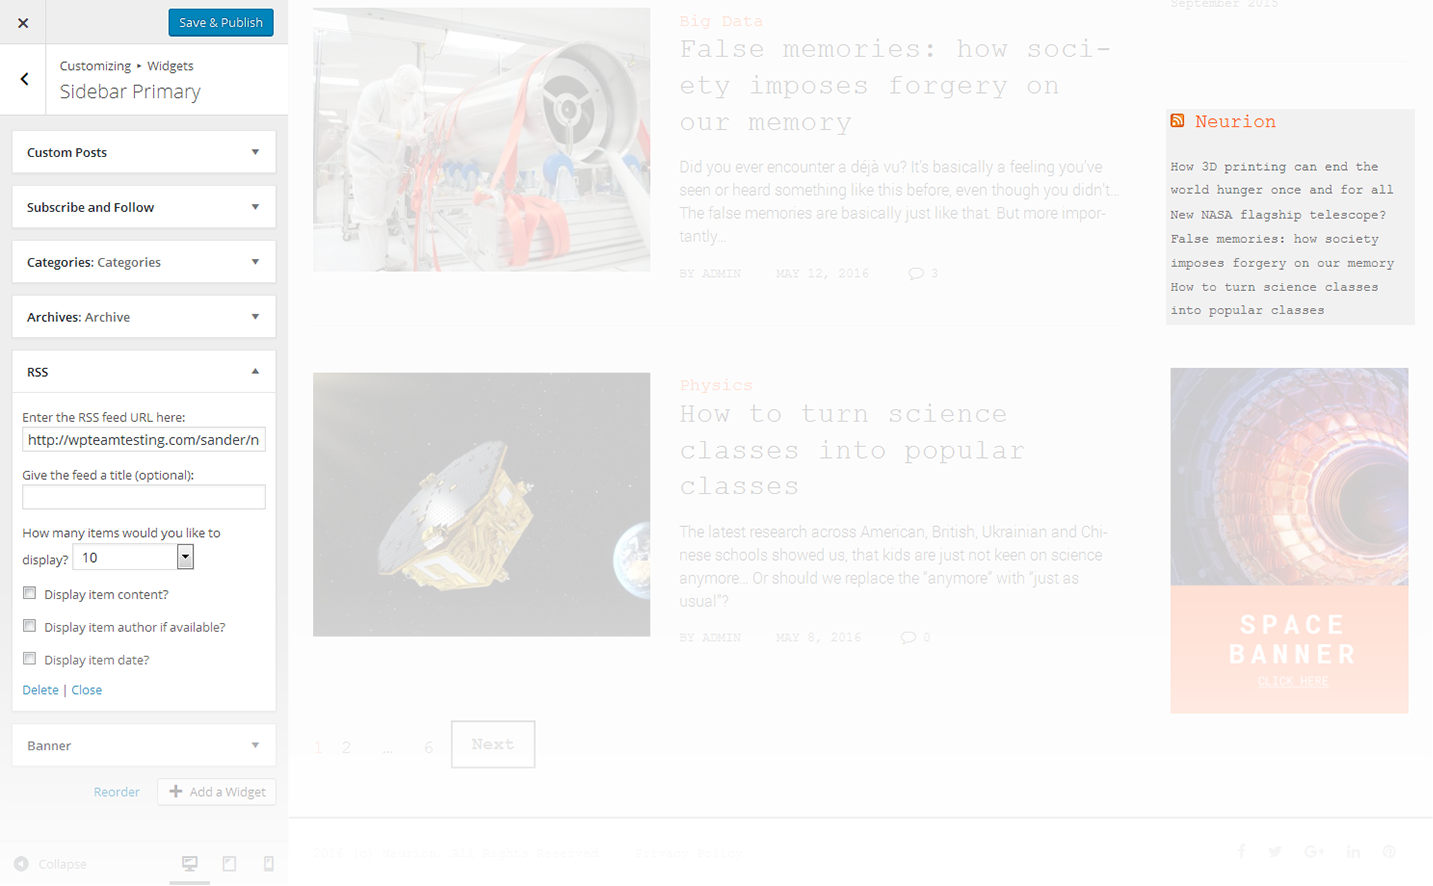 Save & Publish
Customizing ▸ Widgets
Sidebar Primary
Custom Posts
Subscribe and Follow
Categories: Categories
Archives: Archive
RSS
Enter the RSS feed URL here:
http://wpteamtesting.com/sander/n
Give the feed a title (optional):
How many items would you like to
display? 10
Display item content?
Display item author if available?
Display item date?
Delete | Close
Banner
Reorder
Add a Widget
Collapse
Big Data
False memories: how soci-
ety imposes forgery on
our memory
Did you ever encounter a déjà vu? It's basically a feeling you've
seen or heard something like this before, even though you didn't...
The false memories are basically just like that. But more impor-
tantly...
BY ADMIN MAY 12, 2016 3
Physics
How to turn science
classes into popular
classes
The latest research across American, British, Ukrainian and Chi-
nese schools showed us, that kids are just not keen on science
anymore... Or should we replace the "anymore" with "just as
usual"?
BY ADMIN MAY 8, 2016 0
1 2 … 6 Next
September 2015
Neurion
How 3D printing can end the
world hunger once and for all
New NASA flagship telescope?
False memories: how society
imposes forgery on our memory
How to turn science classes
into popular classes
SPACE
BANNER
CLICK HERE
All Rights Reserved
Privacy Policy